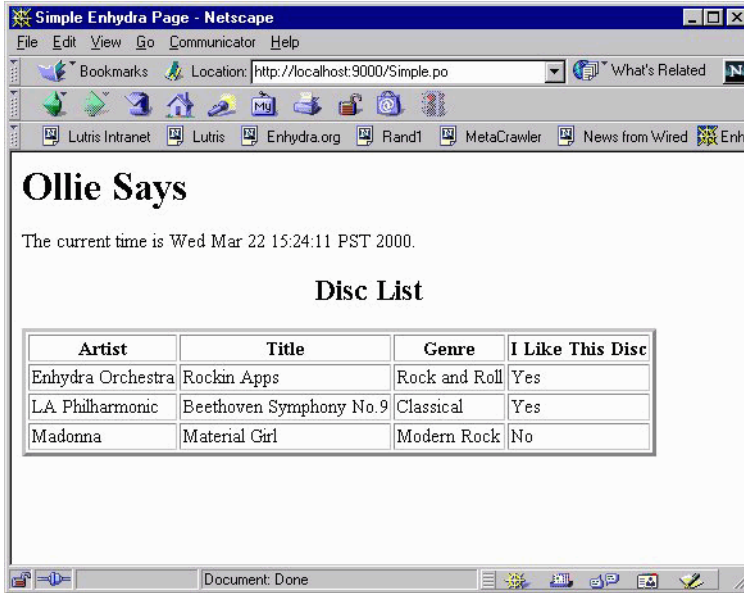 Simple Enhydra Page - Netscape
File Edit View Go Communicator Help
Bookmarks Location: http://localhost:9000/Simple.po What's Related N
My
Lutris Intranet Lutris Enhydra.org Rand1 MetaCrawler News from Wired Enh
Ollie Says
The current time is Wed Mar 22 15:24:11 PST 2000.
Disc List
Artist Title Genre I Like This Disc
Enhydra Orchestra Rockin Apps Rock and Roll Yes
LA Philharmonic Beethoven Symphony No.9 Classical Yes
Madonna Material Girl Modern Rock No
Document: Done